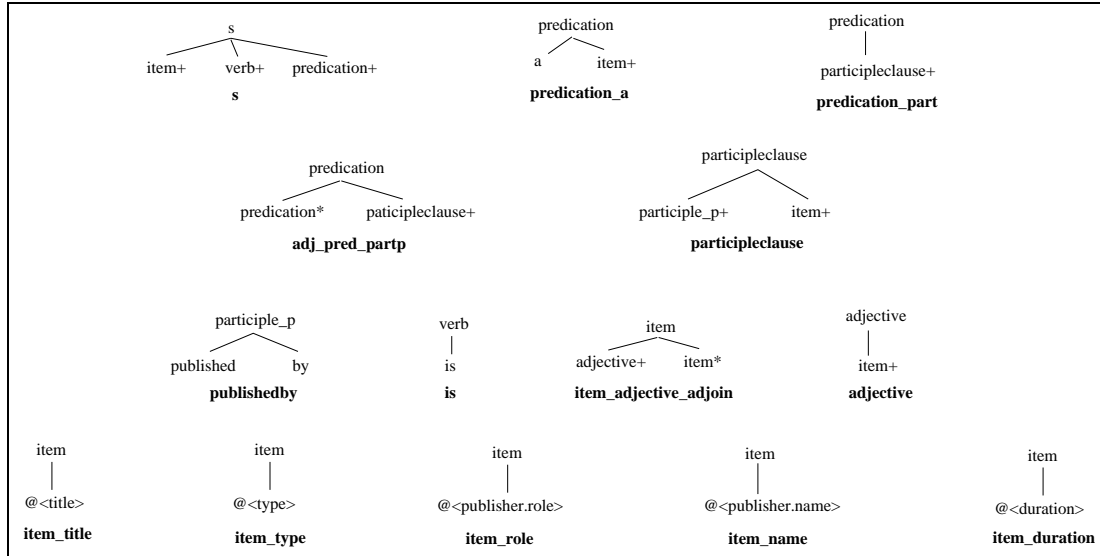 s
item+ verb+ predication+
s
predication
a item+
predication_a
predication
participleclause+
predication_part
predication
predication* paticipleclause+
adj_pred_partp
participleclause
participle_p+ item+
participleclause
participle_p
published by
publishedby
verb
is
is
item
adjective+ item*
item_adjective_adjoin
adjective
item+
adjective
item
@<title>
item_title
item
@<type>
item_type
item
@<publisher.role>
item_role
item
@<publisher.name>
item_name
item
@<duration>
item_duration